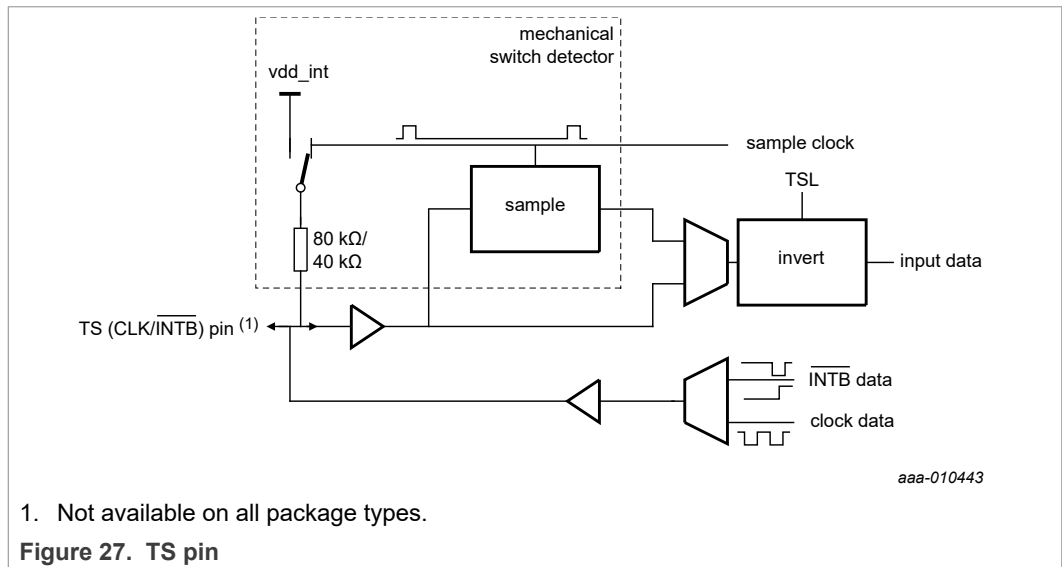 mechanical
switch detector
vdd_int
sample clock
TSL
sample
80 kΩ/
40 kΩ
invert
input data
TS (CLK/INTB) pin (1)
INTB data
clock data
aaa-010443
1. Not available on all package types.
Figure 27. TS pin